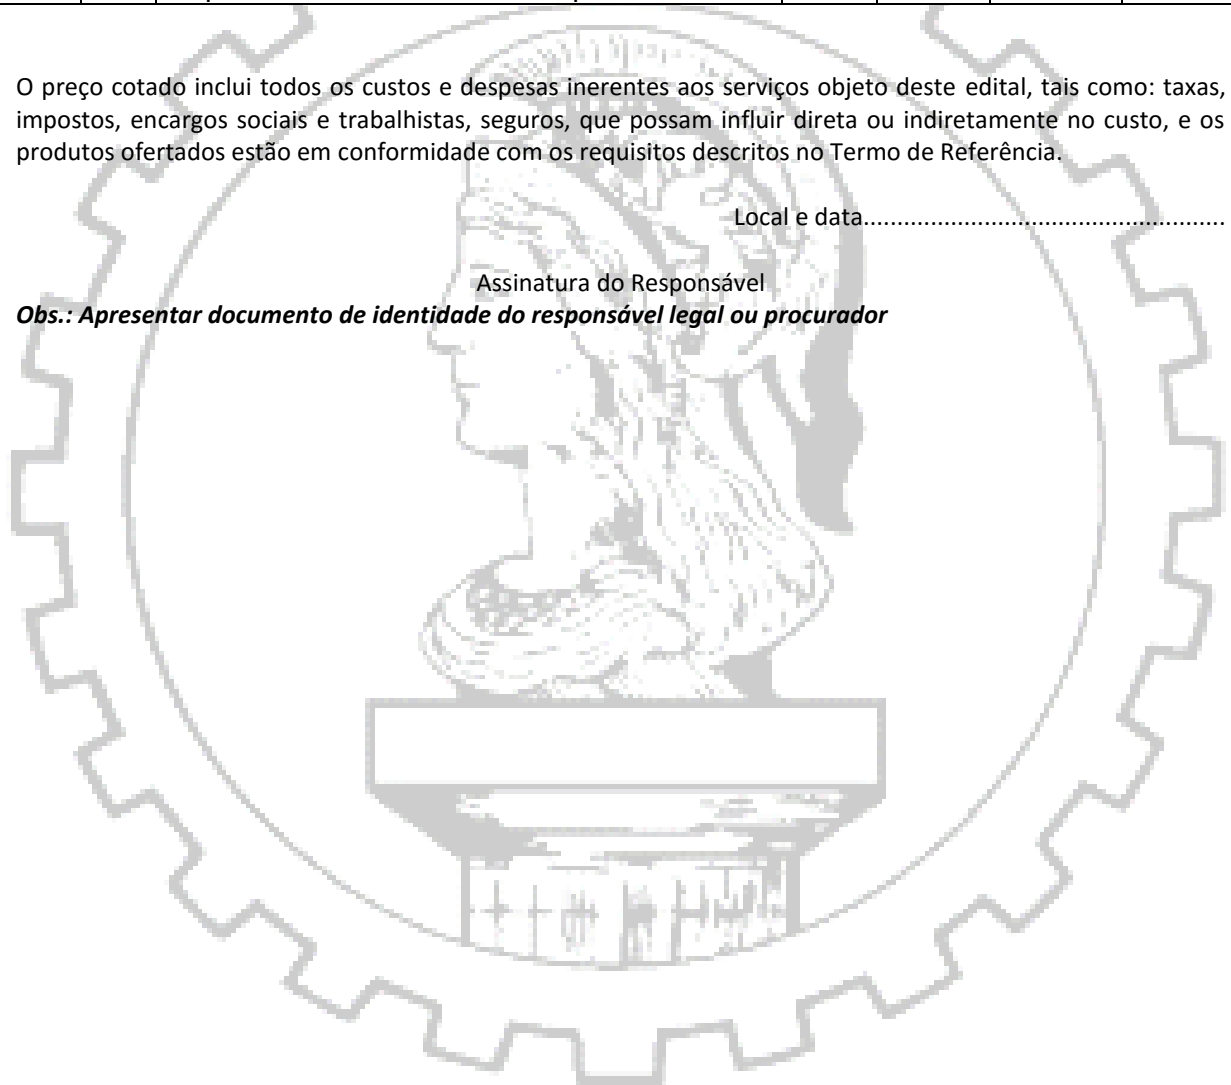 O preço cotado inclui todos os custos e despesas inerentes aos serviços objeto deste edital, tais como: taxas,
impostos, encargos sociais e trabalhistas, seguros, que possam influir direta ou indiretamente no custo, e os
produtos ofertados estão em conformidade com os requisitos descritos no Termo de Referência.
Local e data......................................................
Assinatura do Responsável
Obs.: Apresentar documento de identidade do responsável legal ou procurador